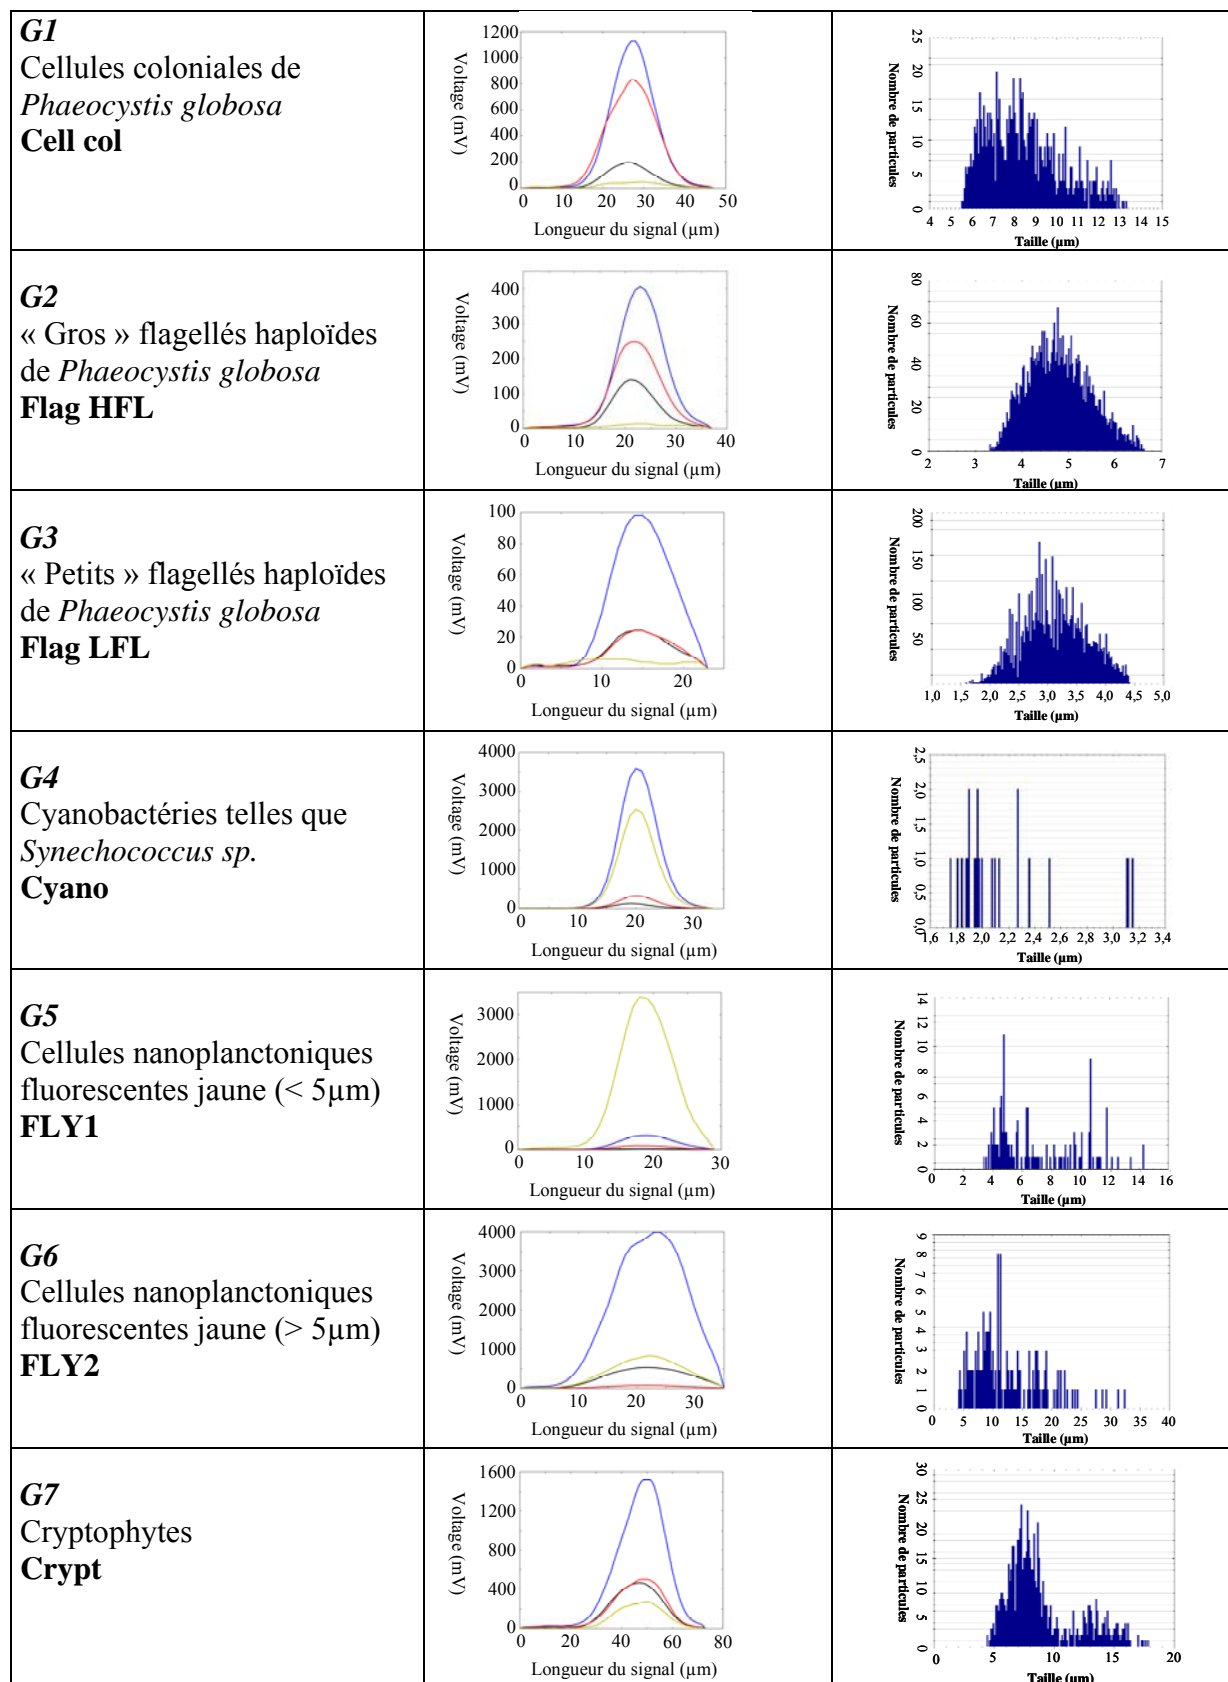 G1
Cellules coloniales de
Phaeocystis globosa
Cell col
Voltage (mV)
1200
1000
800
600
400
200
0
0 10 20 30 40 50
Longueur du signal (µm)
Nombre de particules
25
20
15
10
5
0
4 5 6 7 8 9 10 11 12 13 14 15
Taille (µm)
G2
« Gros » flagellés haploïdes
de Phaeocystis globosa
Flag HFL
Voltage (mV)
400
300
200
100
0
0 10 20 30 40
Longueur du signal (µm)
Nombre de particules
80
60
40
20
0
2 3 4 5 6 7
Taille (µm)
G3
« Petits » flagellés haploïdes
de Phaeocystis globosa
Flag LFL
Voltage (mV)
100
80
60
40
20
0
0 10 20
Longueur du signal (µm)
Nombre de particules
200
150
100
50
1,0 1,5 2,0 2,5 3,0 3,5 4,0 4,5 5,0
Taille (µm)
G4
Cyanobactéries telles que
Synechococcus sp.
Cyano
Voltage (mV)
4000
3000
2000
1000
0
0 10 20 30
Longueur du signal (µm)
Nombre de particules
2,5
2,0
1,5
1,0
0,5
0,0
1,6 1,8 2,0 2,2 2,4 2,6 2,8 3,0 3,2 3,4
Taille (µm)
G5
Cellules nanoplanctoniques
fluorescentes jaune (< 5µm)
FLY1
Voltage (mV)
3000
2000
1000
0
0 10 20 30
Longueur du signal (µm)
Nombre de particules
14
12
10
8
6
4
2
0
0 2 4 6 8 10 12 14 16
Taille (µm)
G6
Cellules nanoplanctoniques
fluorescentes jaune (> 5µm)
FLY2
Voltage (mV)
4000
3000
2000
1000
0
0 10 20 30
Longueur du signal (µm)
Nombre de particules
9
8
7
6
5
4
3
2
1
0
0 5 10 15 20 25 30 35 40
Taille (µm)
G7
Cryptophytes
Crypt
Voltage (mV)
1600
1200
800
400
0
0 20 40 60 80
Longueur du signal (µm)
Nombre de particules
30
25
20
15
10
5
0
0 5 10 15 20
Taille (µm)